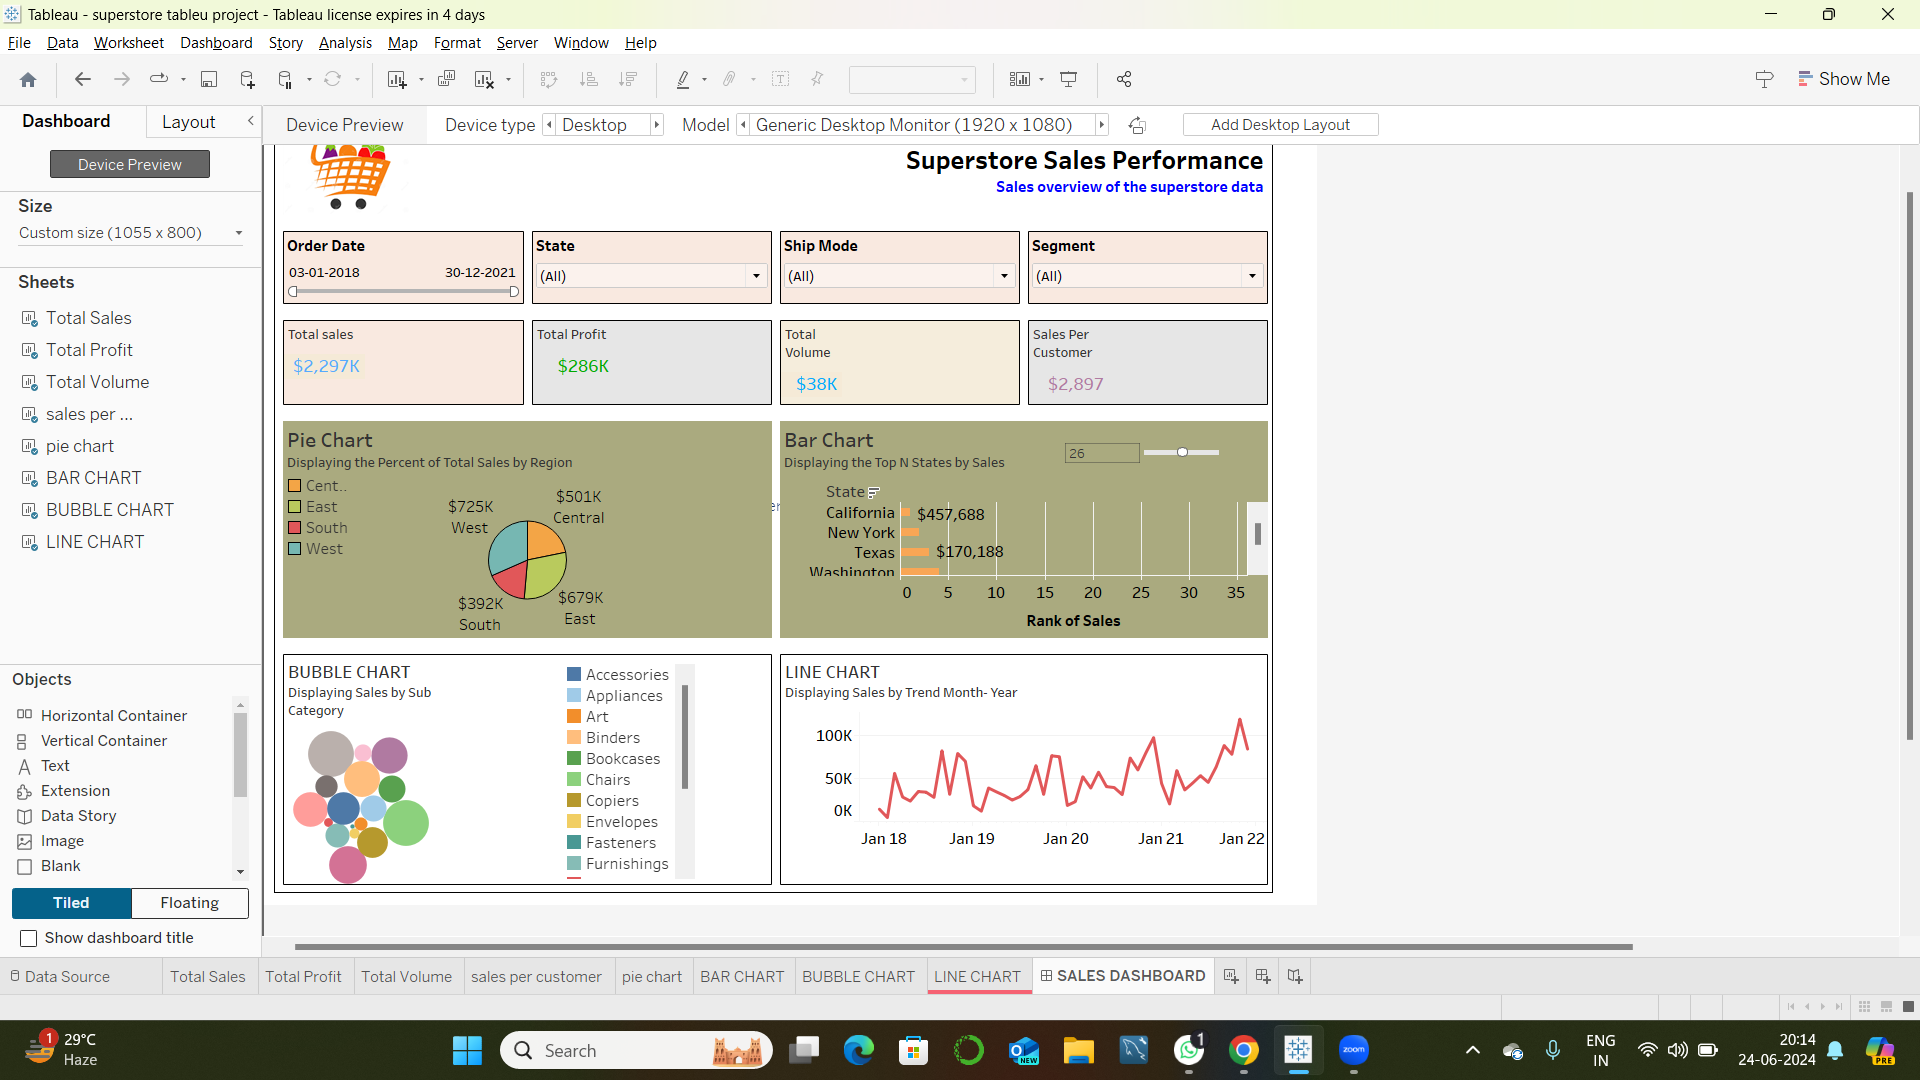 Tableau - superstore tableu project - Tableau license expires in 4 days
File Data Worksheet Dashboard Story Analysis Map Format Server Window Help
Show Me
Dashboard Layout
Device Preview Device type Desktop Model Generic Desktop Monitor (1920 x 1080) Add Desktop Layout
Device Preview
Size
Custom size (1055 x 800)
Sheets
Total Sales
Total Profit
Total Volume
sales per ...
pie chart
BAR CHART
BUBBLE CHART
LINE CHART
Objects
Horizontal Container
Vertical Container
Text
Extension
Data Story
Image
Blank
Tiled Floating
Show dashboard title
Superstore Sales Performance
Sales overview of the superstore data
Order Date
03-01-2018 30-12-2021
State
(All)
Ship Mode
(All)
Segment
(All)
Total sales
$2,297K
Total Profit
$286K
Total
Volume
$38K
Sales Per
Customer
$2,897
Pie Chart
Displaying the Percent of Total Sales by Region
Cent..
East
South
West
$725K
West
$501K
Central
$392K
South
$679K
East
Bar Chart
Displaying the Top N States by Sales
26
State
California $457,688
New York
Texas $170,188
Washington
0 5 10 15 20 25 30 35
Rank of Sales
BUBBLE CHART
Displaying Sales by Sub
Category
Accessories
Appliances
Art
Binders
Bookcases
Chairs
Copiers
Envelopes
Fasteners
Furnishings
LINE CHART
Displaying Sales by Trend Month- Year
100K
50K
0K
Jan 18 Jan 19 Jan 20 Jan 21 Jan 22
Data Source Total Sales Total Profit Total Volume sales per customer pie chart BAR CHART BUBBLE CHART LINE CHART SALES DASHBOARD
1
29°C
Haze
Search
NEW
1
zoom
ENG
IN
20:14
24-06-2024
PRE